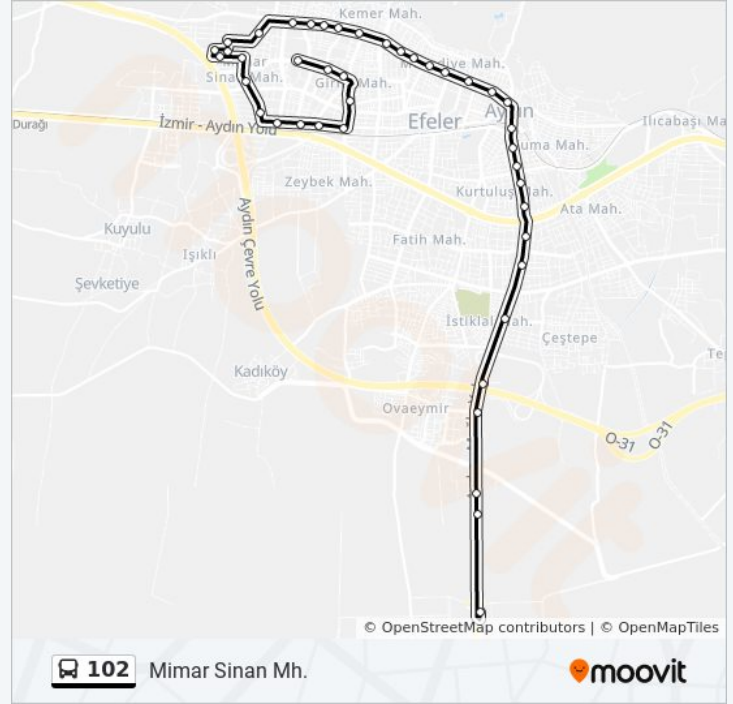 Kemer Mah.
Mimar
Sinan Mah.
Aydın
Durağı
İzmir - Aydın Yolu
Efeler
Ilıcabaşı Ma
Zeybek Mah.
Kurtuluş Mah.
Ata Mah.
Kuyulu
Aydın Çevre Yolu
Fatih Mah.
Işıklı
Şevketiye
İstiklal Mah.
Çeştepe
Te
Kadıköy
Ovaeymir
O-31
O-31
© OpenStreetMap contributors | © OpenMapTiles
102 Mimar Sinan Mh.
moovit